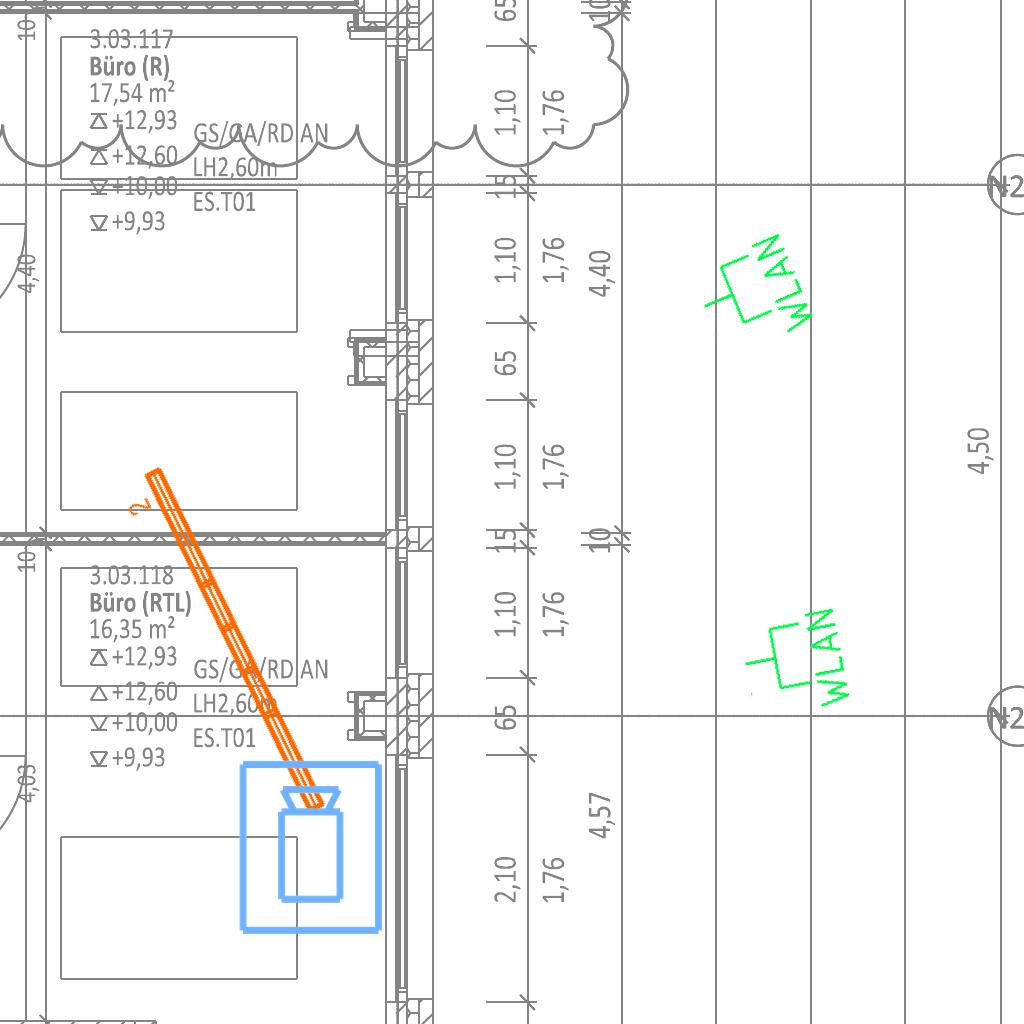 3.03.117
Büro (R)
17,54 m²
+12,93
GS/GA/RD AN
+12,60
LH2,60m
+10,00
ES.T01
+9,93
3.03.118
Büro (RTL)
16,35 m²
+12,93
GS/GA/RD AN
+12,60
LH2,60m
+10,00
ES.T01
+9,93
10
4,40
10
4,03
2
65
1,10
1,76
15
1,10
1,76
4,40
65
1,10
1,76
15
10
1,10
1,76
65
4,57
2,10
1,76
10
4,50
WLAN
WLAN
N2
N2